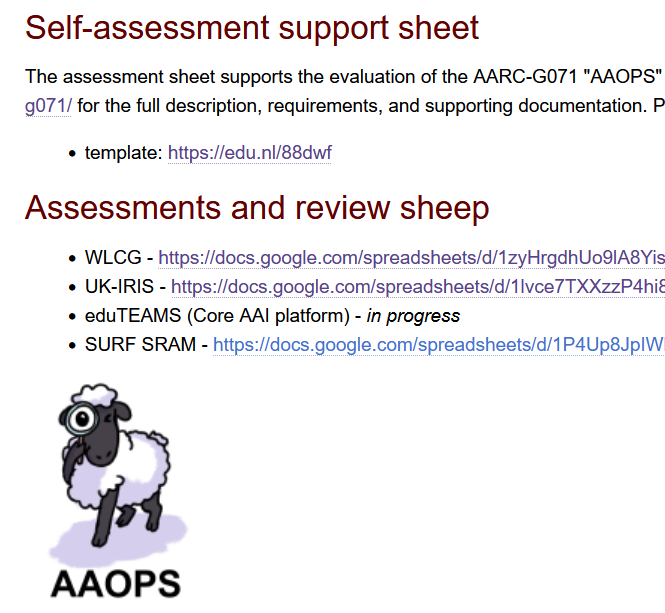 Self-assessment support sheet
The assessment sheet supports the evaluation of the AARC-G071 "AAOPS"
g071/ for the full description, requirements, and supporting documentation. P
• template: https://edu.nl/88dwf
Assessments and review sheep
• WLCG - https://docs.google.com/spreadsheets/d/1zyHrgdhUo9lA8Yis
• UK-IRIS - https://docs.google.com/spreadsheets/d/1lvce7TXXzzP4hi8
• eduTEAMS (Core AAI platform) - in progress
• SURF SRAM - https://docs.google.com/spreadsheets/d/1P4Up8JpIW
AAOPS